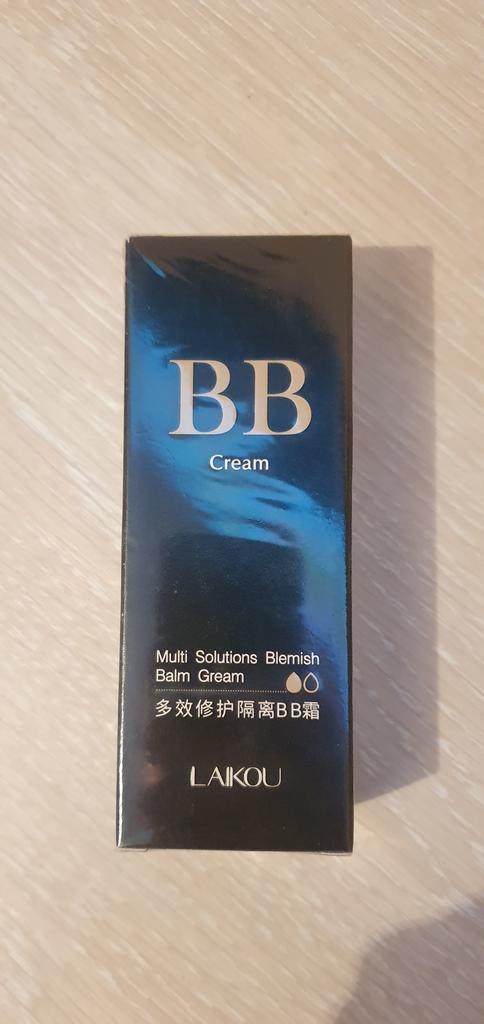 BB
Cream
Multi Solutions Blemish
Balm Gream
多效修护隔离BB霜
LAIKOU